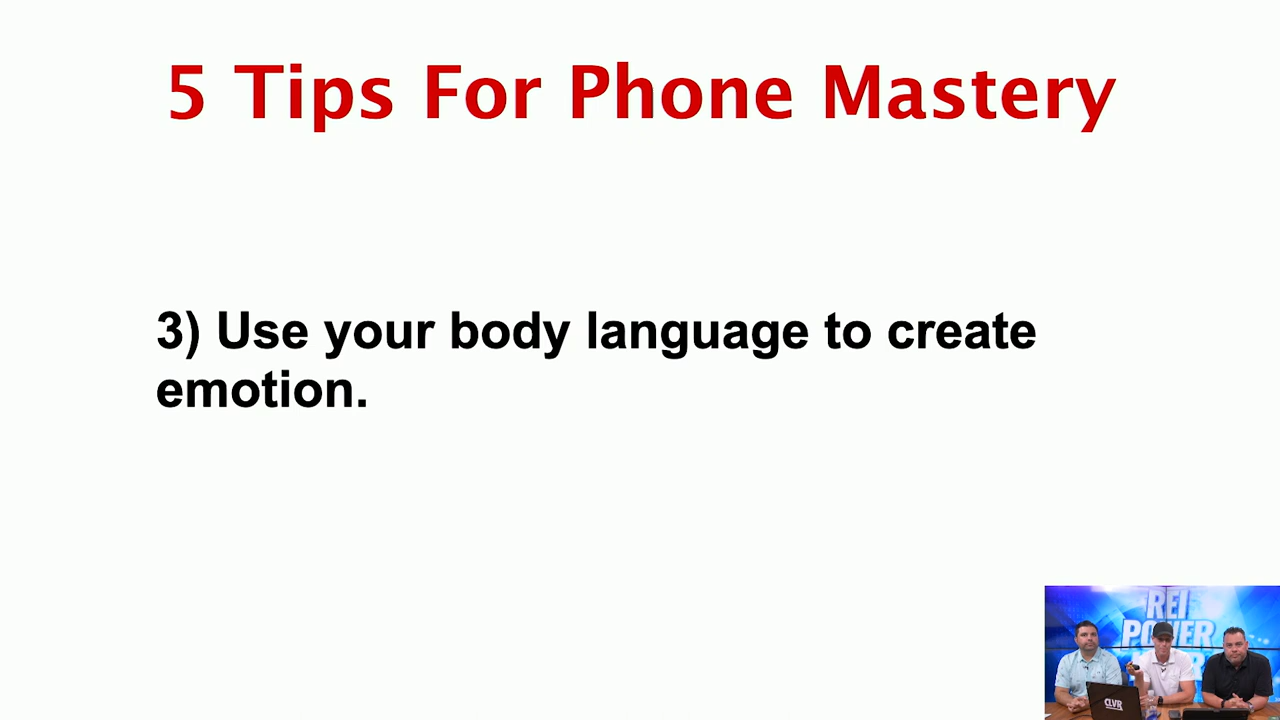 5 Tips For Phone Mastery
3) Use your body language to create
emotion.
REI
POWER
CLVR